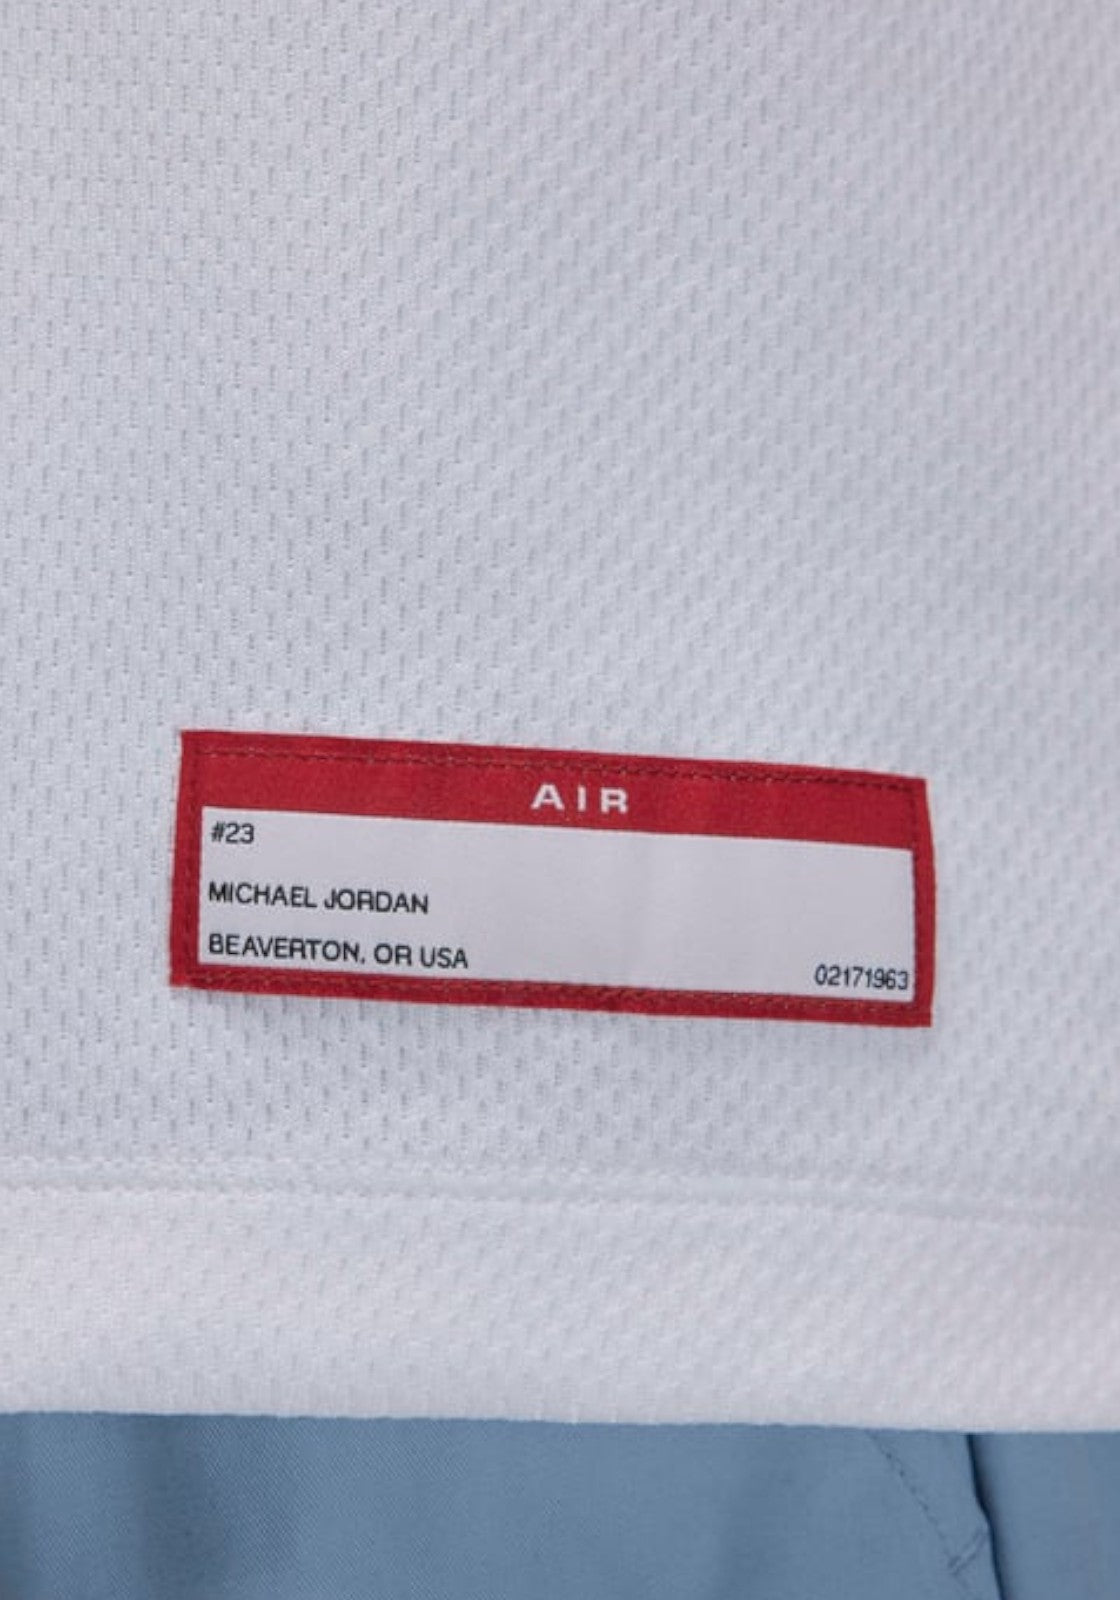 AIR
#23
MICHAEL JORDAN
BEAVERTON, OR USA
02171963